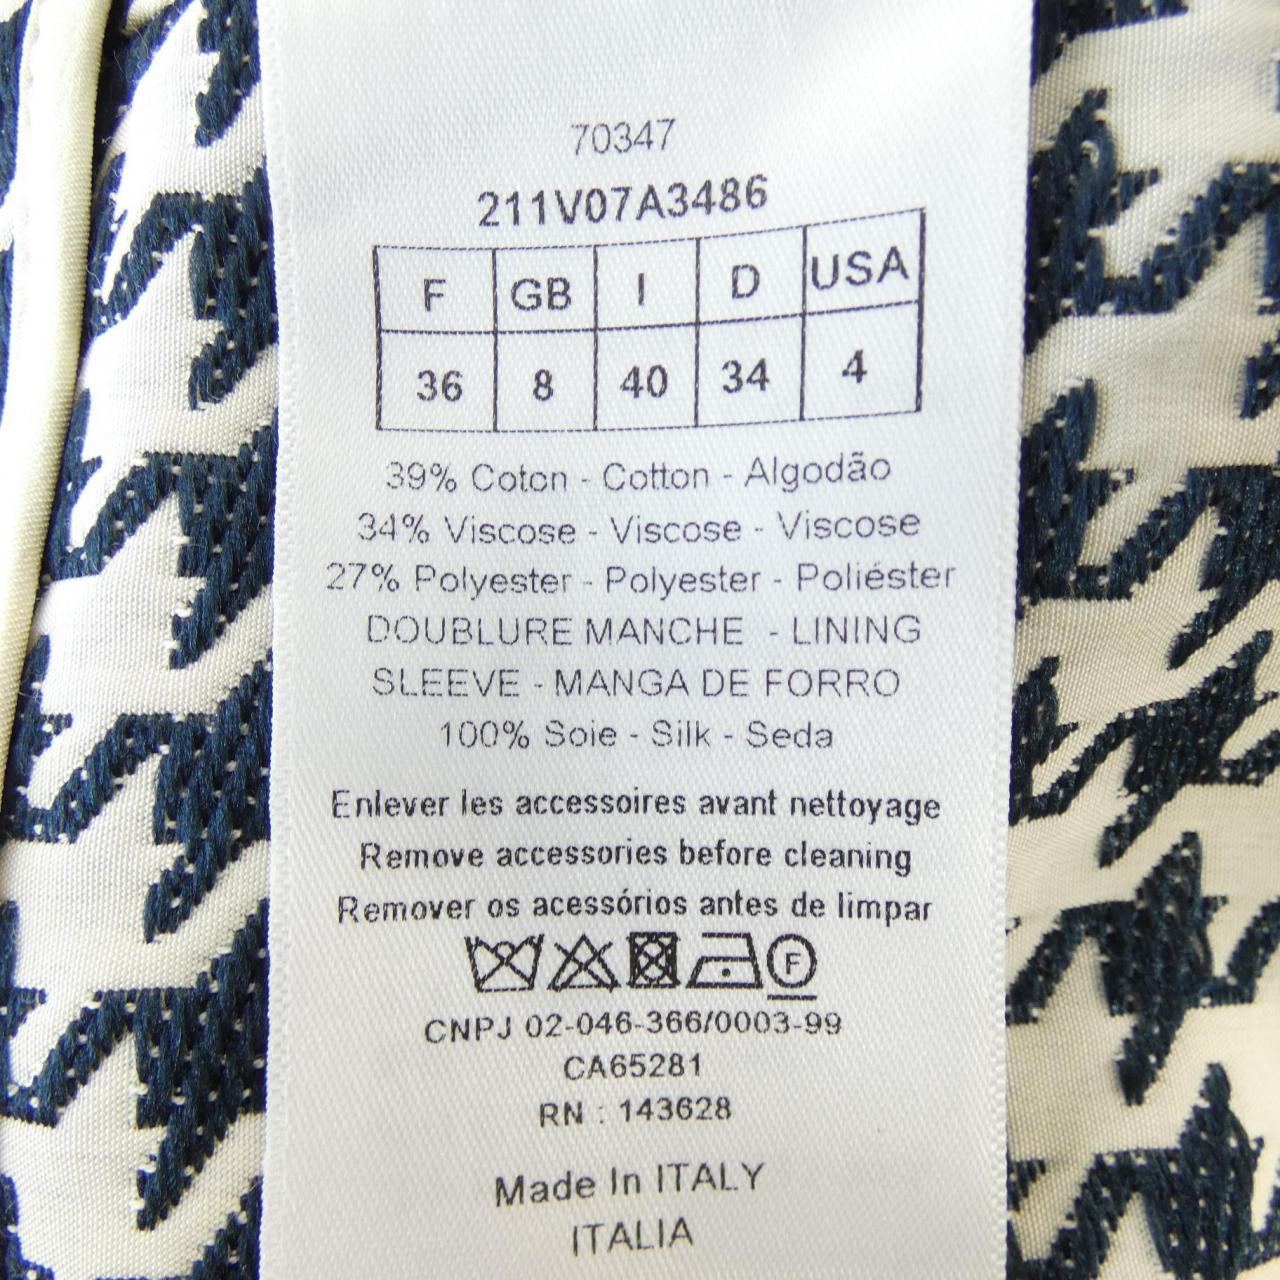 70347
211V07A3486
F GB I D USA
36 8 40 34 4
39% Coton - Cotton - Algodão
34% Viscose - Viscose - Viscose
27% Polyester - Polyester - Poliéster
DOUBLURE MANCHE - LINING
SLEEVE - MANGA DE FORRO
100% Soie - Silk - Seda
Enlever les accessoires avant nettoyage
Remove accessories before cleaning
Remover os acessórios antes de limpar
F
CNPJ 02-046-366/0003-99
CA65281
RN : 143628
Made In ITALY
ITALIA